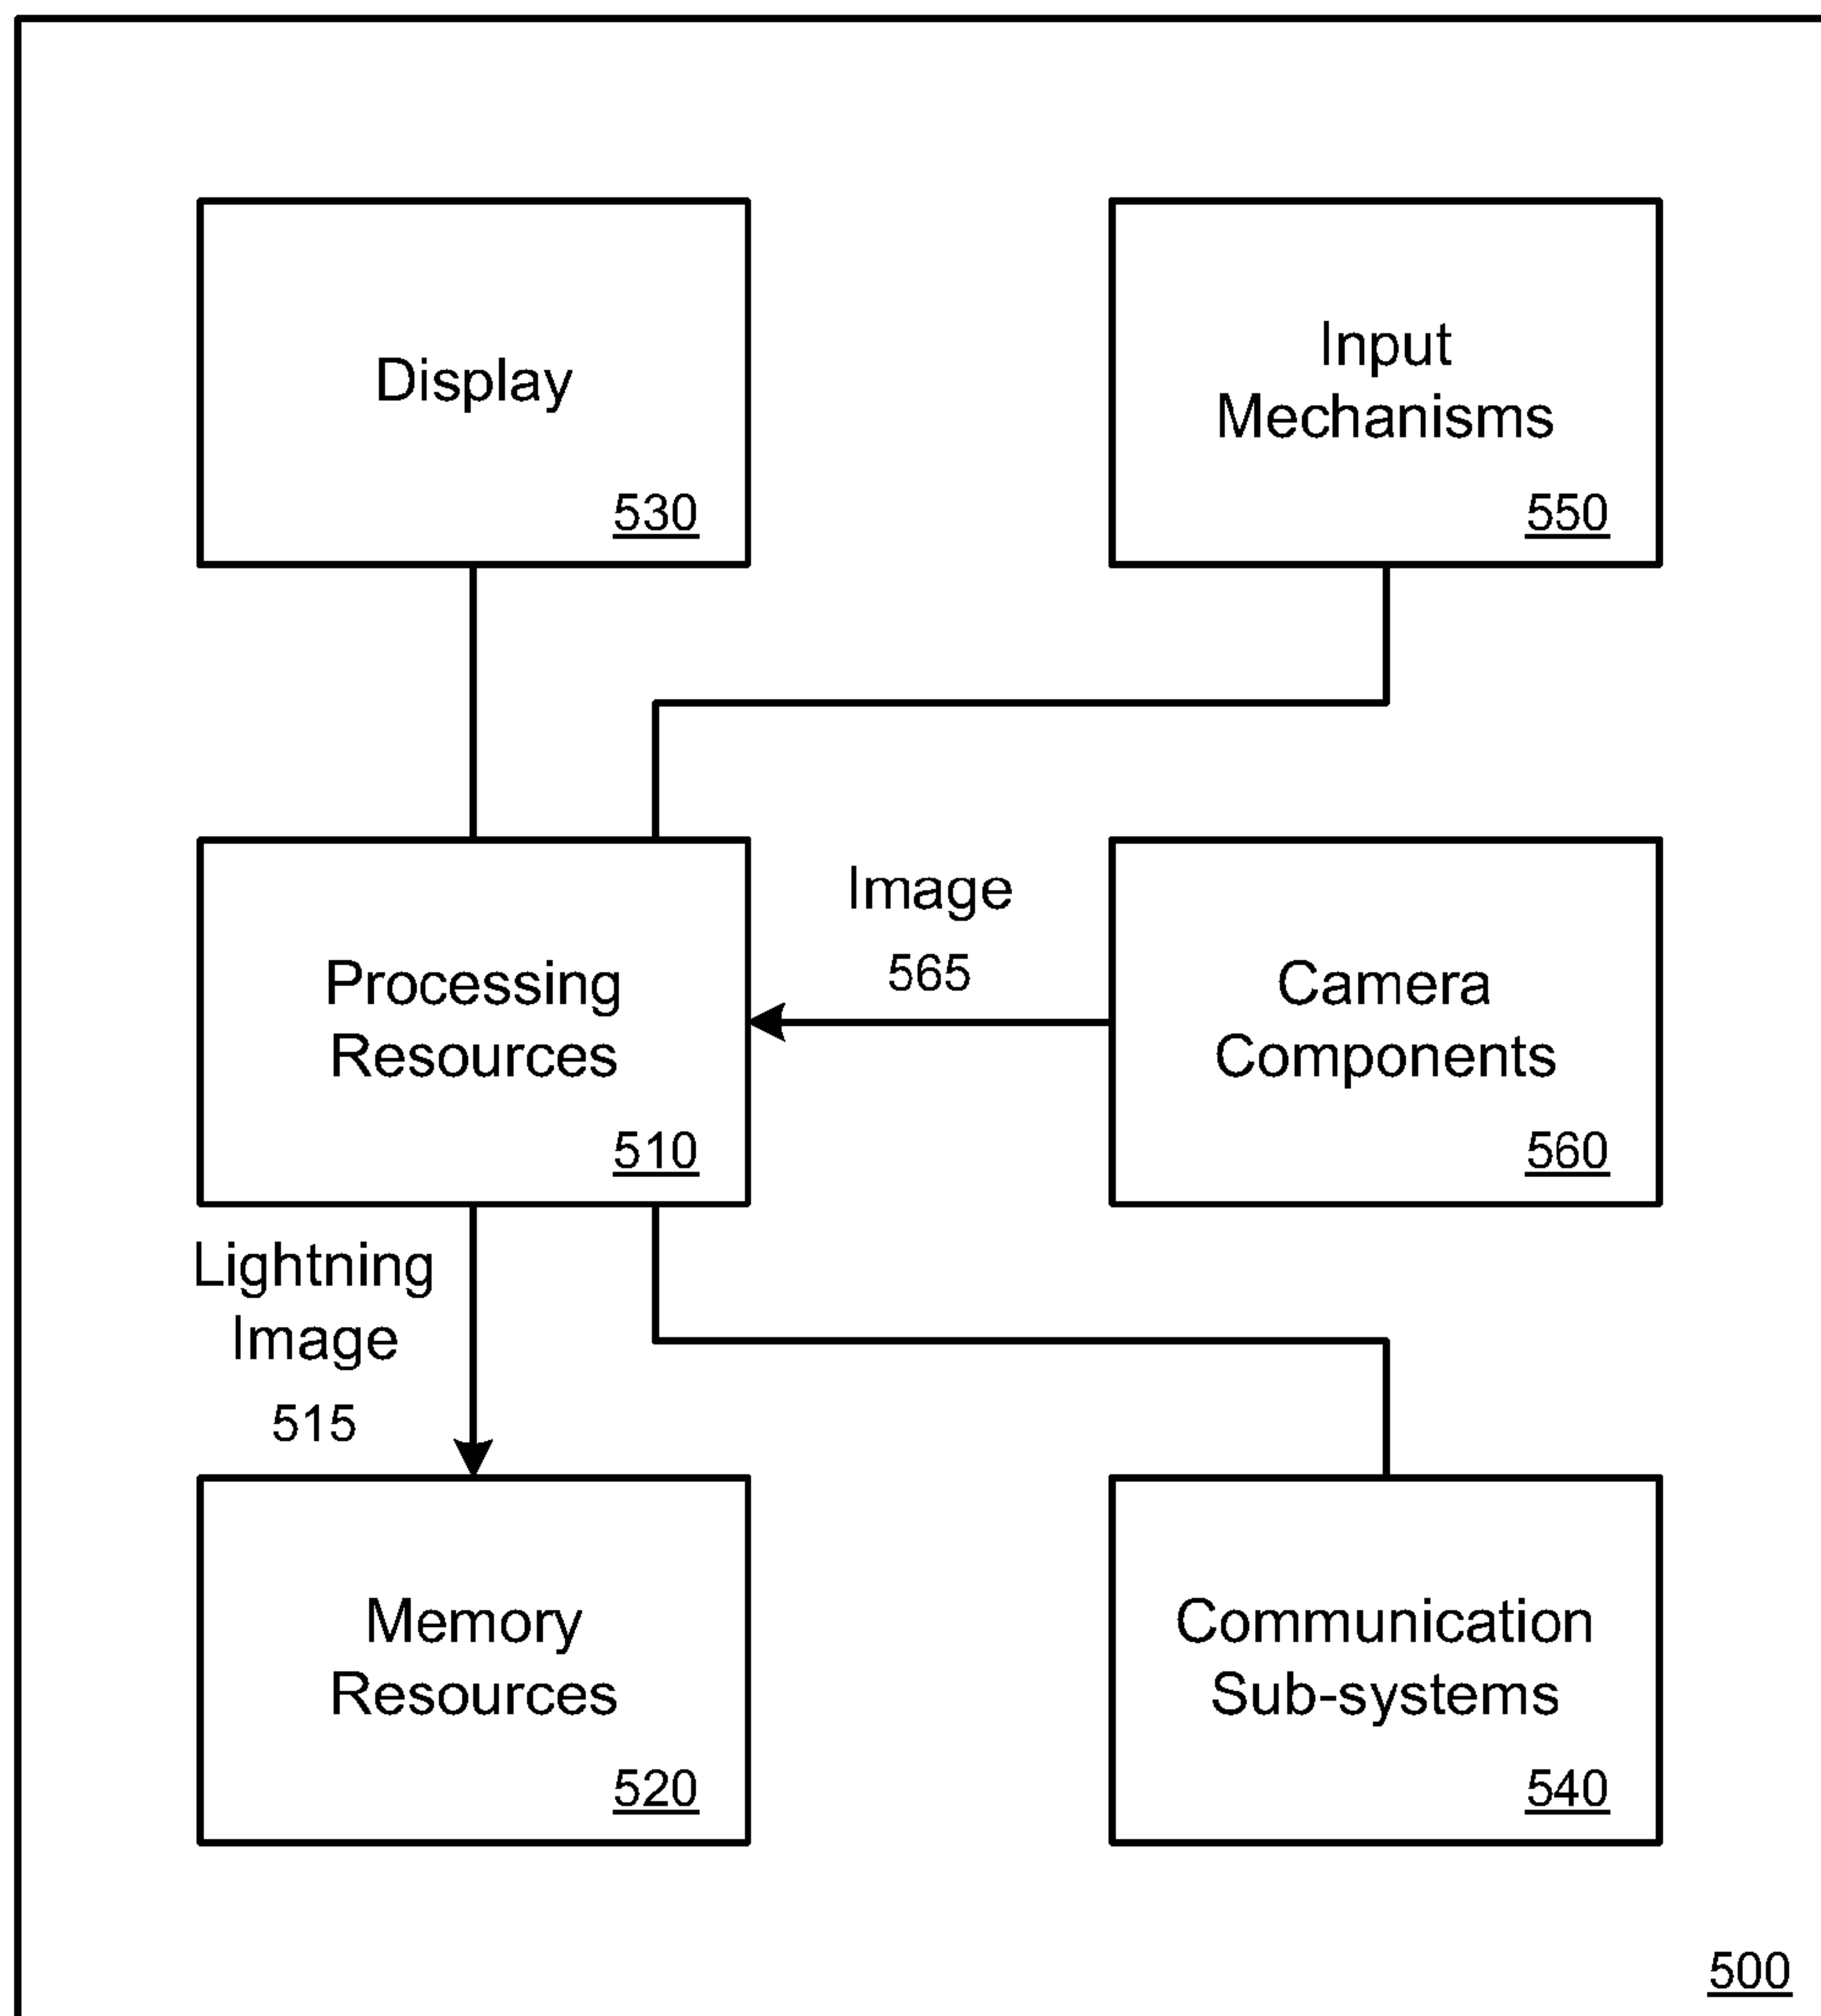 Display
530
Input
Mechanisms
550
Processing
Resources
510
Image
565
Camera
Components
560
Lightning
Image
515
Memory
Resources
520
Communication
Sub-systems
540
500